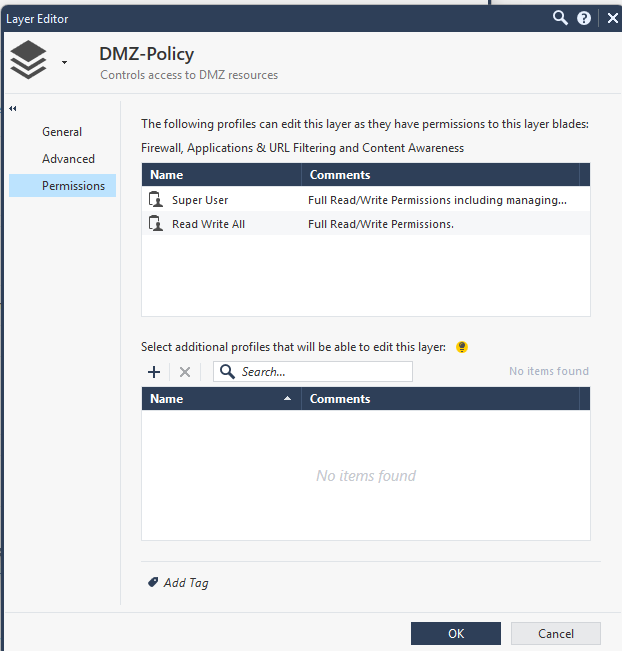 Layer Editor
DMZ-Policy
Controls access to DMZ resources
General
Advanced
Permissions
The following profiles can edit this layer as they have permissions to this layer blades:
Firewall, Applications & URL Filtering and Content Awareness
Name Comments
Super User Full Read/Write Permissions including managing...
Read Write All Full Read/Write Permissions.
Select additional profiles that will be able to edit this layer:
Search... No items found
Name Comments
No items found
Add Tag
OK Cancel